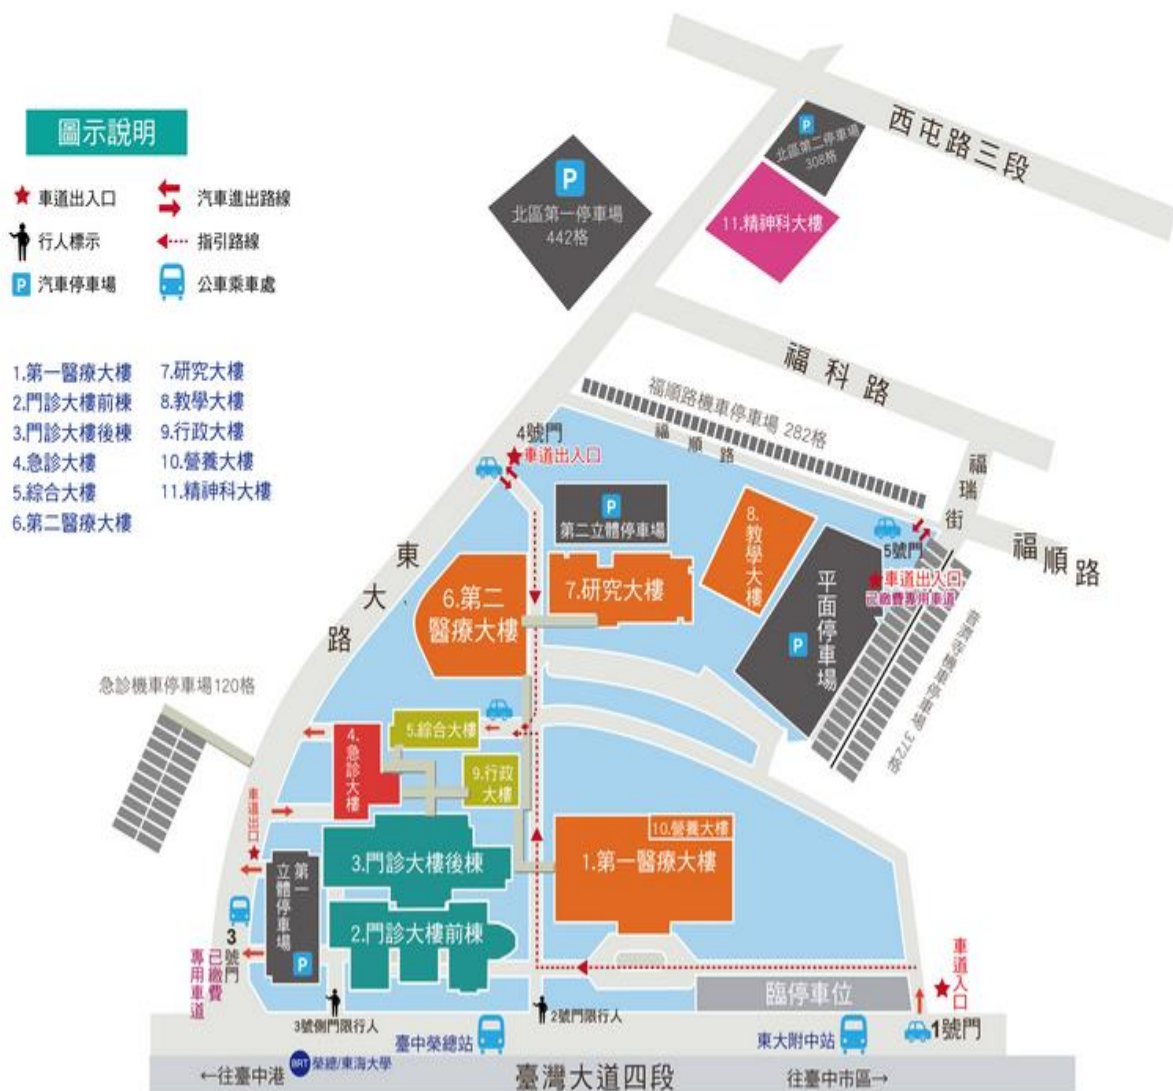 圖示說明
車道出入口
汽車進出路線
行人標示
指引路線
P 汽車停車場
公車乘車處
1.第一醫療大樓
7.研究大樓
2.門診大樓前棟
8.教學大樓
3.門診大樓後棟
9.行政大樓
4.急診大樓
10.營養大樓
5.綜合大樓
11.精神科大樓
6.第二醫療大樓
西屯路三段
P
北區第二停車場
308格
P
北區第一停車場
442格
11.精神科大樓
福科路
福順路機車停車場 282格
福順路
福瑞街
福順路
4號門
車道出入口
P
第二立體停車場
8.教學大樓
5號門
車道出入口
已繳費專用車道
平面停車場
P
普濟寺機車停車場 372格
7.研究大樓
6.第二
醫療大樓
東大路
急診機車停車場120格
5.綜合大樓
4.急診大樓
9.行政
大樓
車道出口
10.營養大樓
1.第一醫療大樓
3.門診大樓後棟
第一
立體停車場
P
2.門診大樓前棟
3號門
已繳費
專用車道
車道入口
臨停車位
1號門
3號側門限行人
2號門限行人
臺中榮總站
東大附中站
BRT 榮總/東海大學
←往臺中港
臺灣大道四段
往臺中市區→